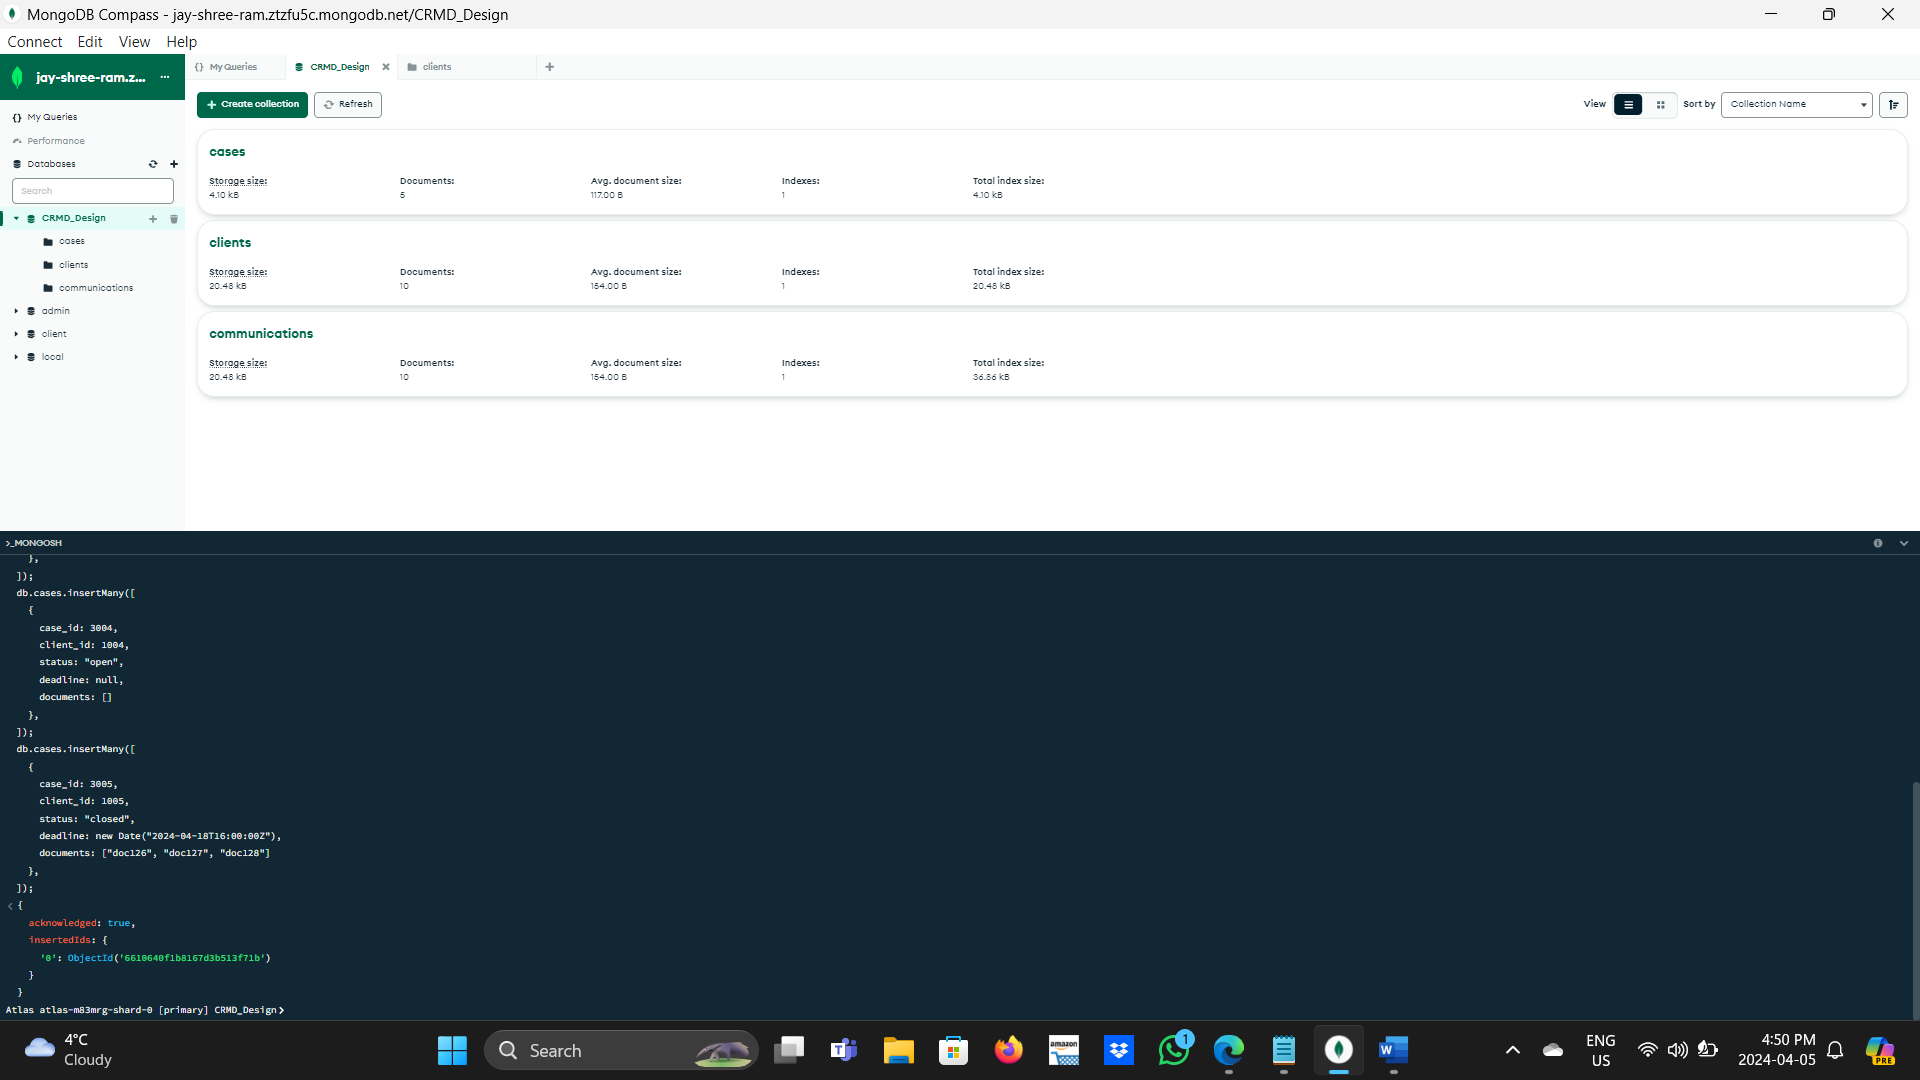 MongoDB Compass - jay-shree-ram.ztzfu5c.mongodb.net/CRMD_Design
Connect Edit View Help
jay-shree-ram.z... ...
{} My Queries
CRMD_Design
clients
My Queries
Performance
Databases
Search
CRMD_Design
cases
clients
communications
admin
client
local
Create collection
Refresh
View
Sort by
Collection Name
cases
Storage size: Documents: Avg. document size: Indexes: Total index size:
4.10 kB 5 117.00 B 1 4.10 kB
clients
Storage size: Documents: Avg. document size: Indexes: Total index size:
20.48 kB 10 154.00 B 1 20.48 kB
communications
Storage size: Documents: Avg. document size: Indexes: Total index size:
20.48 kB 10 154.00 B 1 36.86 kB
>_MONGOSH
},
]);
db.cases.insertMany([
{
case_id: 3004,
client_id: 1004,
status: "open",
deadline: null,
documents: []
},
]);
db.cases.insertMany([
{
case_id: 3005,
client_id: 1005,
status: "closed",
deadline: new Date("2024-04-18T16:00:00Z"),
documents: ["doc126", "doc127", "doc128"]
},
]);
< {
acknowledged: true,
insertedIds: {
'0': ObjectId('6610640f1b8167d3b513f71b')
}
}
Atlas atlas-m83mrg-shard-0 [primary] CRMD_Design>
4°C
Cloudy
Search
amazon
1
ENG
US
4:50 PM
2024-04-05
PRE